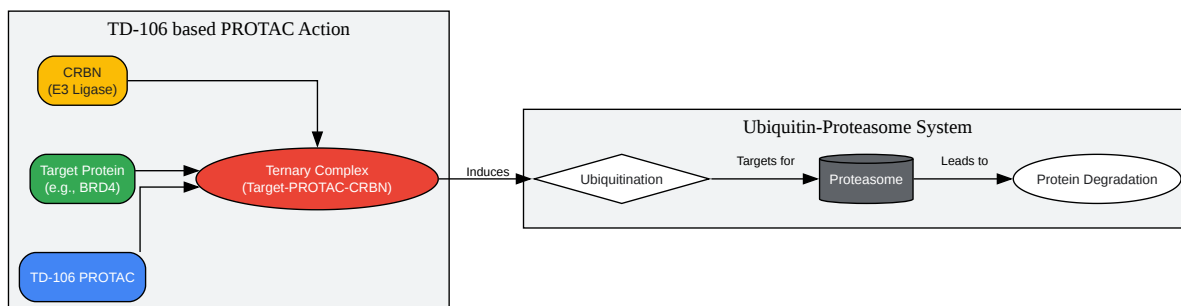 TD-106 based PROTAC Action
CRBN
(E3 Ligase)
Target Protein
(e.g., BRD4)
TD-106 PROTAC
Ternary Complex
(Target-PROTAC-CRBN)
Induces
Ubiquitin-Proteasome System
Ubiquitination
Targets for
Proteasome
Leads to
Protein Degradation